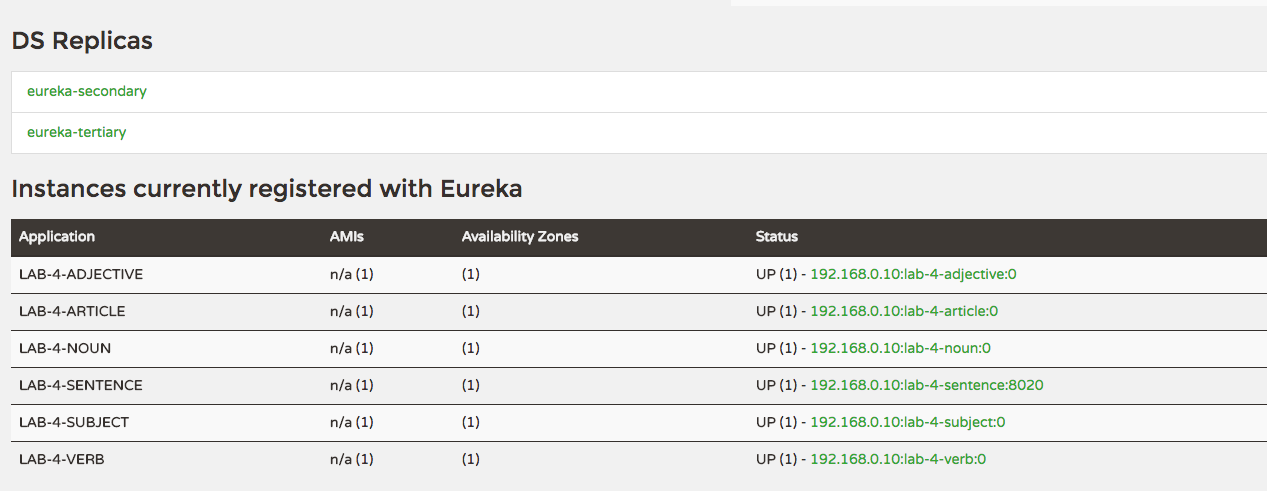 DS Replicas
eureka-secondary
eureka-tertiary
Instances currently registered with Eureka
Application AMIs Availability Zones Status
LAB-4-ADJECTIVE n/a (1) (1) UP (1) - 192.168.0.10:lab-4-adjective:0
LAB-4-ARTICLE n/a (1) (1) UP (1) - 192.168.0.10:lab-4-article:0
LAB-4-NOUN n/a (1) (1) UP (1) - 192.168.0.10:lab-4-noun:0
LAB-4-SENTENCE n/a (1) (1) UP (1) - 192.168.0.10:lab-4-sentence:8020
LAB-4-SUBJECT n/a (1) (1) UP (1) - 192.168.0.10:lab-4-subject:0
LAB-4-VERB n/a (1) (1) UP (1) - 192.168.0.10:lab-4-verb:0